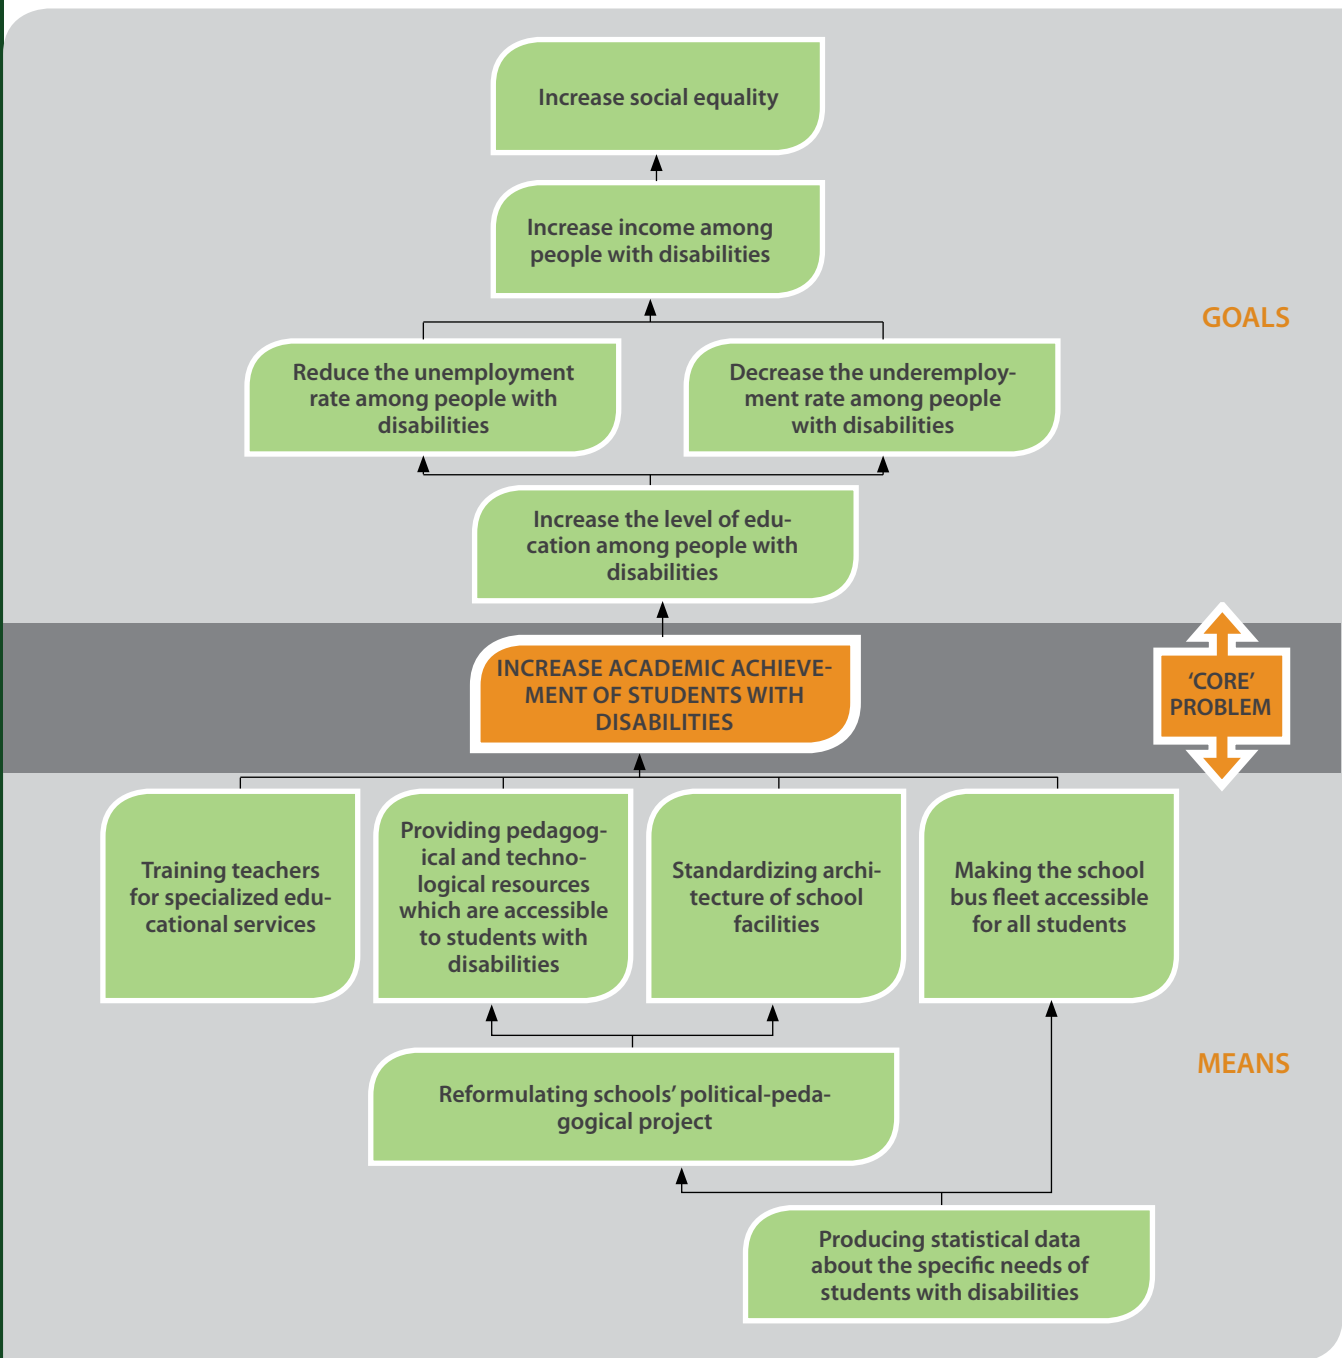 Increase social equality
Increase income among
people with disabilities
GOALS
Reduce the unemployment
rate among people with
disabilities
Decrease the underemploy-
ment rate among people
with disabilities
Increase the level of edu-
cation among people with
disabilities
INCREASE ACADEMIC ACHIEVE-
MENT OF STUDENTS WITH
DISABILITIES
'CORE'
PROBLEM
Training teachers
for specialized edu-
cational services
Providing pedagog-
ical and techno-
logical resources
which are accessible
to students with
disabilities
Standardizing archi-
tecture of school
facilities
Making the school
bus fleet accessible
for all students
MEANS
Reformulating schools’ political-peda-
gogical project
Producing statistical data
about the specific needs of
students with disabilities